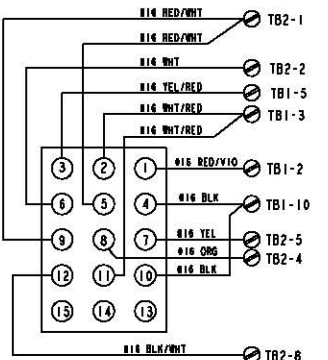 #16 RED/WHT
TB2-1
#16 RED/WHT
#16 WHT
TB2-2
#16 YEL/RED
TB1-5
#16 WHT/RED
TB1-3
#16 WHT/RED
3 2 1
#16 RED/VIO
TB1-2
6 5 4
#16 BLK
TB1-10
9 8 7
#16 YEL
TB2-5
#16 ORG
TB2-4
12 11 10
#16 BLK
15 14 13
#16 BLK/WHT
TB2-8